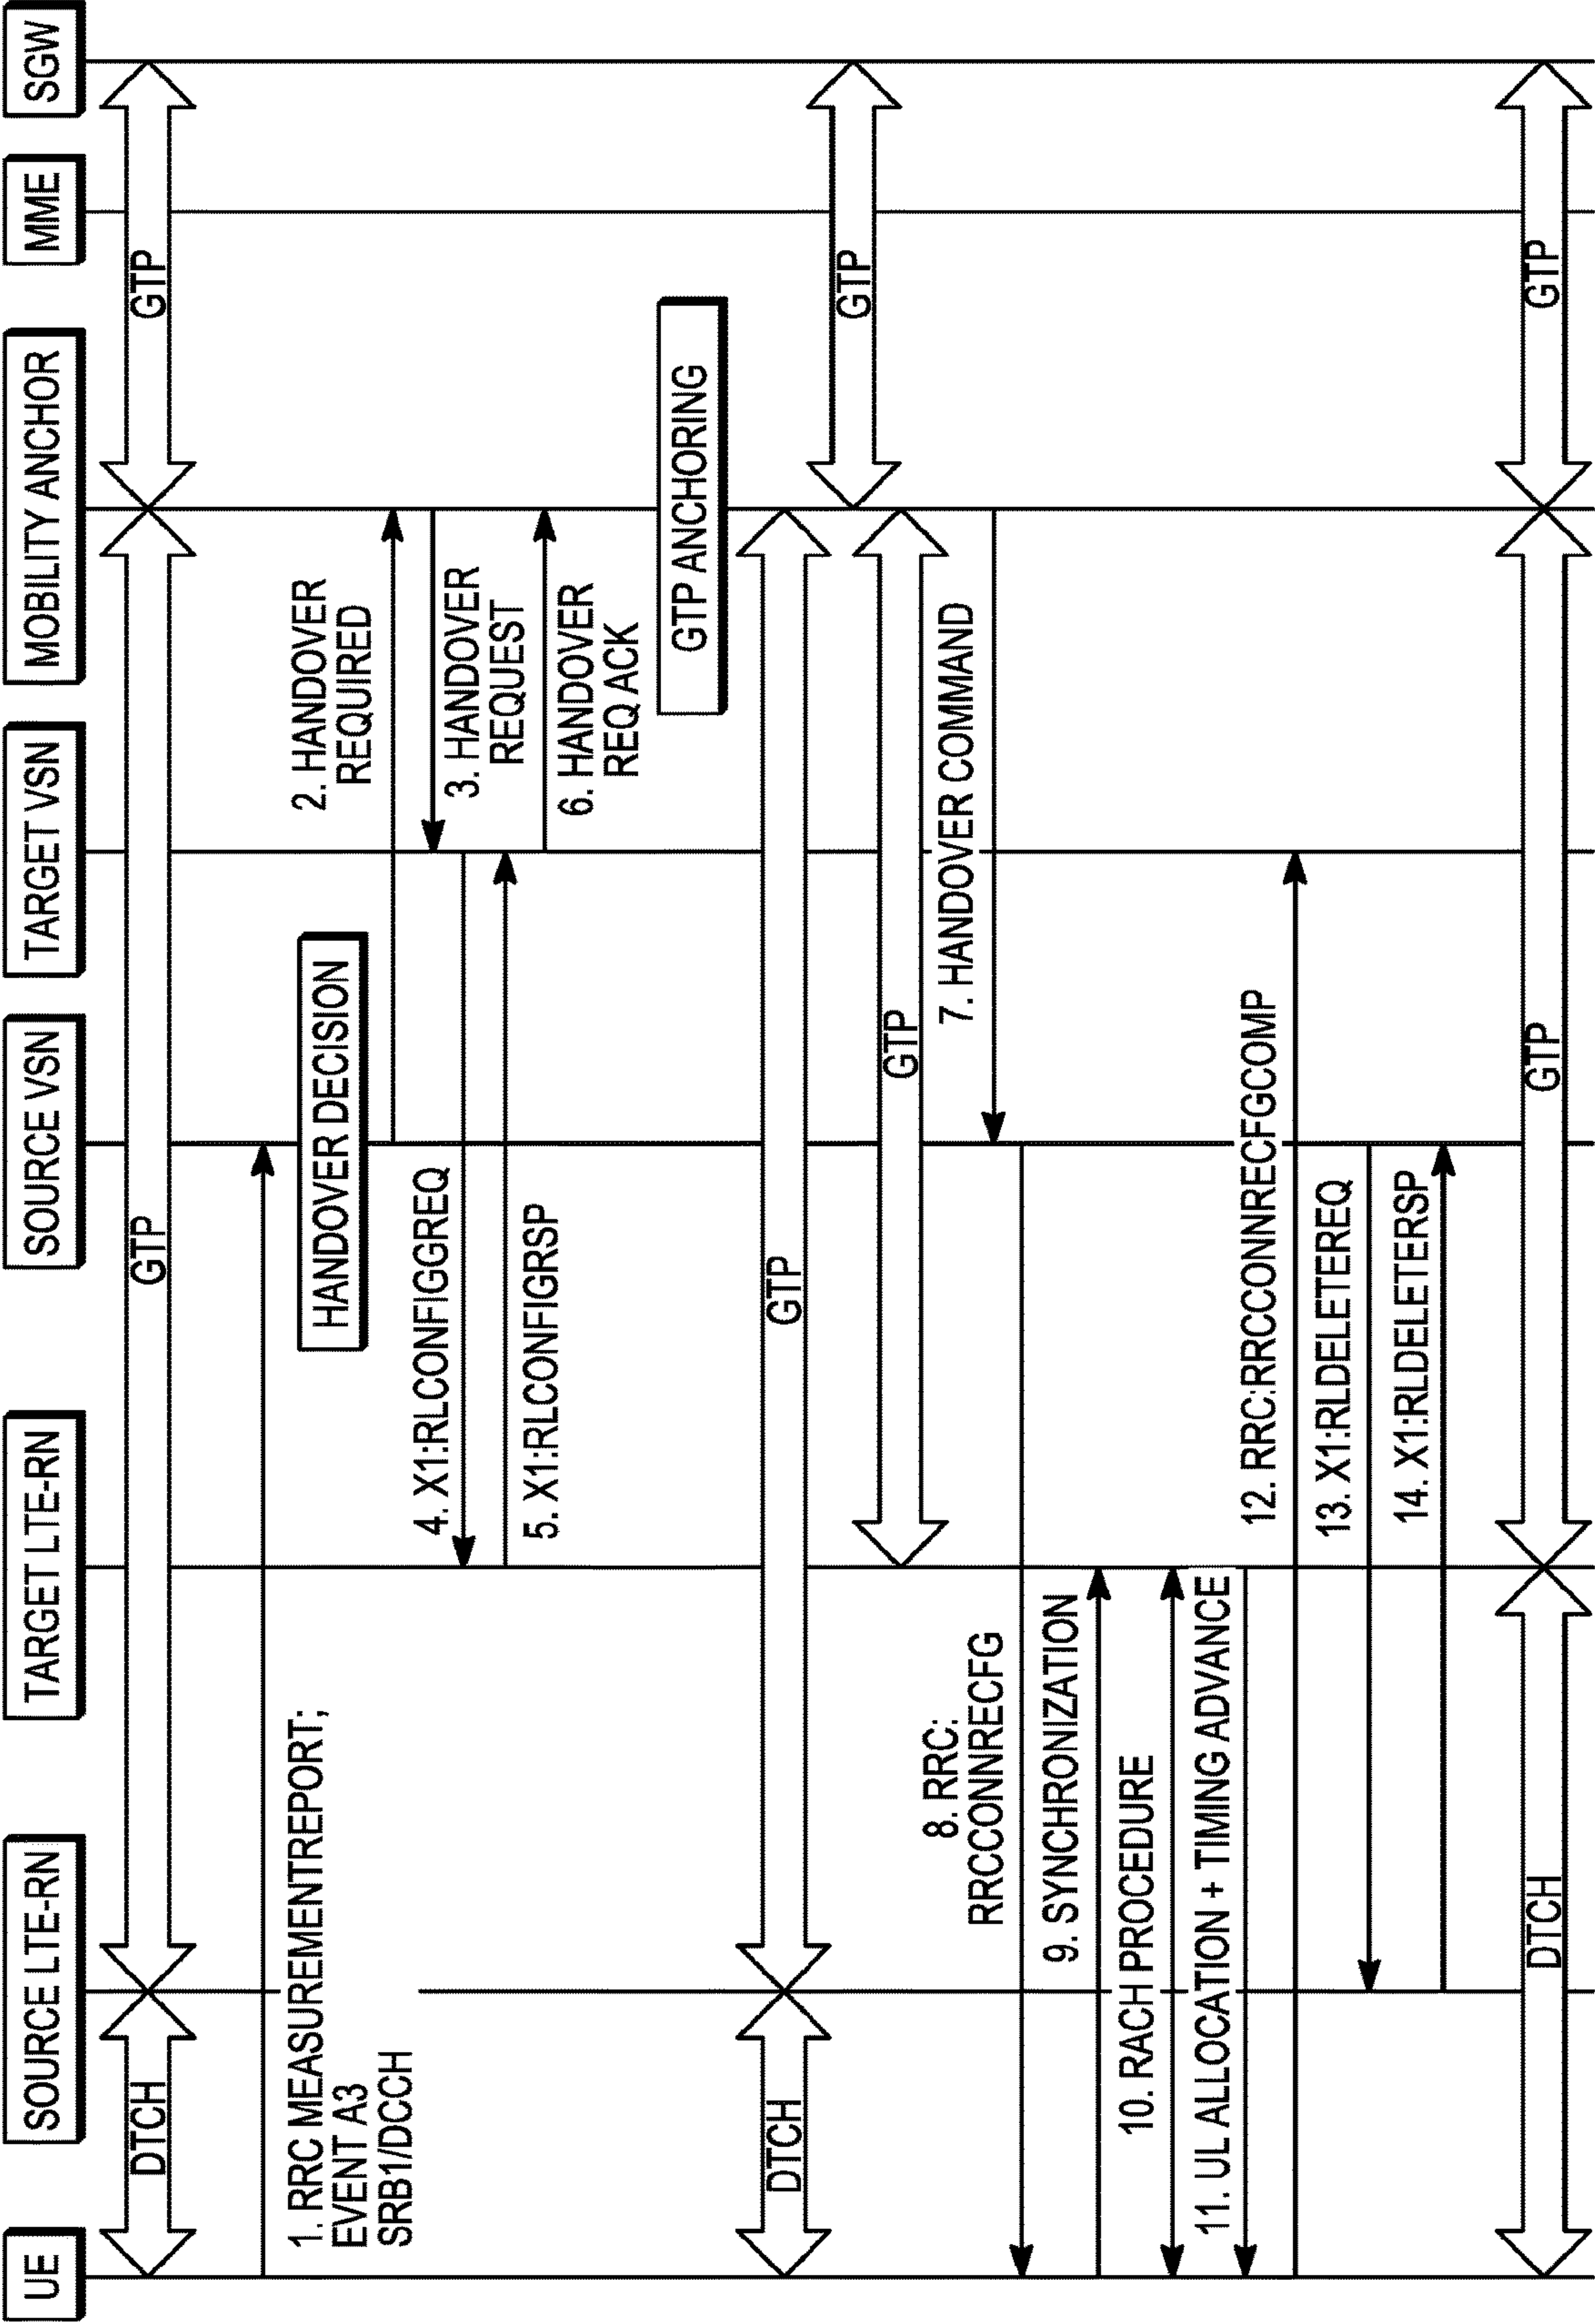 UE
SOURCE LTE-RN
TARGET LTE-RN
SOURCE VSN
TARGET VSN
MOBILITY ANCHOR
MME
SGW
DTCH
GTP
GTP
1. RRC MEASUREMENTREPORT;
EVENT A3
SRB1/DCCH
HANDOVER DECISION
2. HANDOVER
REQUIRED
3. HANDOVER
REQUEST
4. X1:RLCONFIGGREQ
5. X1:RLCONFIGRSP
6. HANDOVER
REQ ACK
GTP ANCHORING
DTCH
GTP
GTP
GTP
7. HANDOVER COMMAND
8. RRC:
RRCCONNRECFG
9. SYNCHRONIZATION
10. RACH PROCEDURE
11. UL ALLOCATION + TIMING ADVANCE
12. RRC:RRCCONNRECFGCOMP
13. X1:RLDELETEREQ
14. X1:RLDELETERSP
DTCH
GTP
GTP